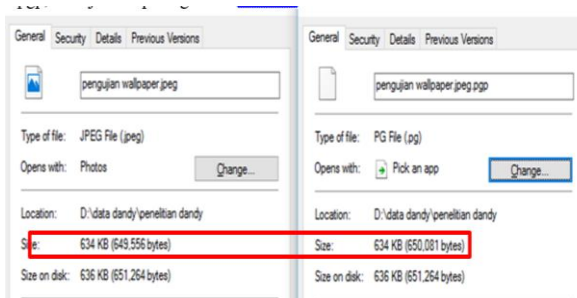 General Security Details Previous Versions
pengujian wallpaper.jpeg
Type of file: JPEG File (.jpeg)
Opens with: Photos Change...
Location: D:\data dandy\penelitian dandy
Size: 634 KB (649,556 bytes)
Size on disk: 636 KB (651,264 bytes)
General Security Details Previous Versions
pengujian wallpaper.jpeg.pgp
Type of file: PG File (.pg)
Opens with: Pick an app Change...
Location: D:\data dandy\penelitian dandy
Size: 634 KB (650,081 bytes)
Size on disk: 636 KB (651,264 bytes)